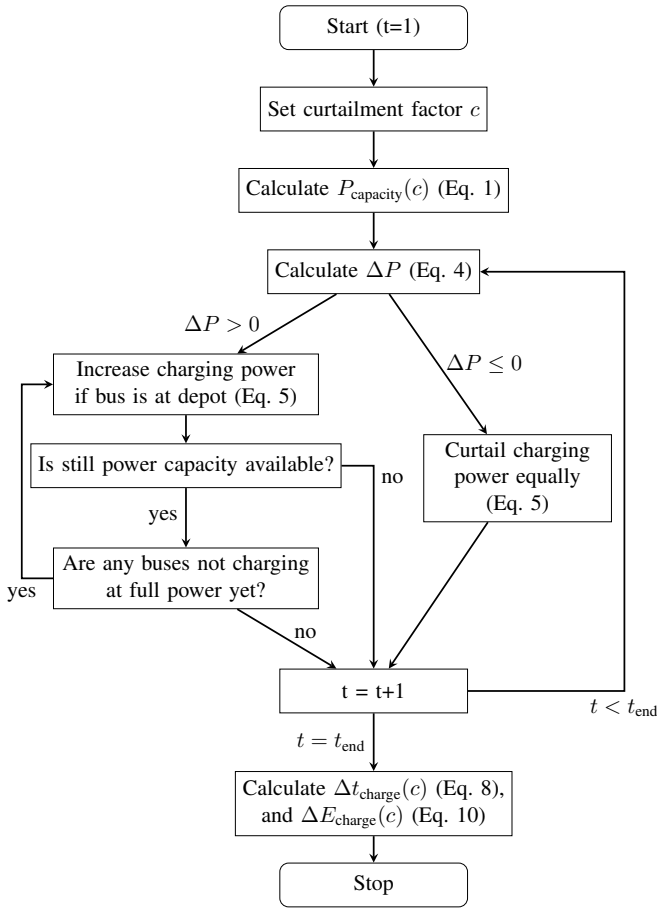 Start (t=1)
Set curtailment factor c
Calculate P_capacity(c) (Eq. 1)
Calculate ΔP (Eq. 4)
ΔP > 0
ΔP ≤ 0
Increase charging power
if bus is at depot (Eq. 5)
Is still power capacity available?
no
Curtail charging
power equally
(Eq. 5)
yes
Are any buses not charging
at full power yet?
yes
no
t = t+1
t < t_end
t = t_end
Calculate Δt_charge(c) (Eq. 8),
and ΔE_charge(c) (Eq. 10)
Stop